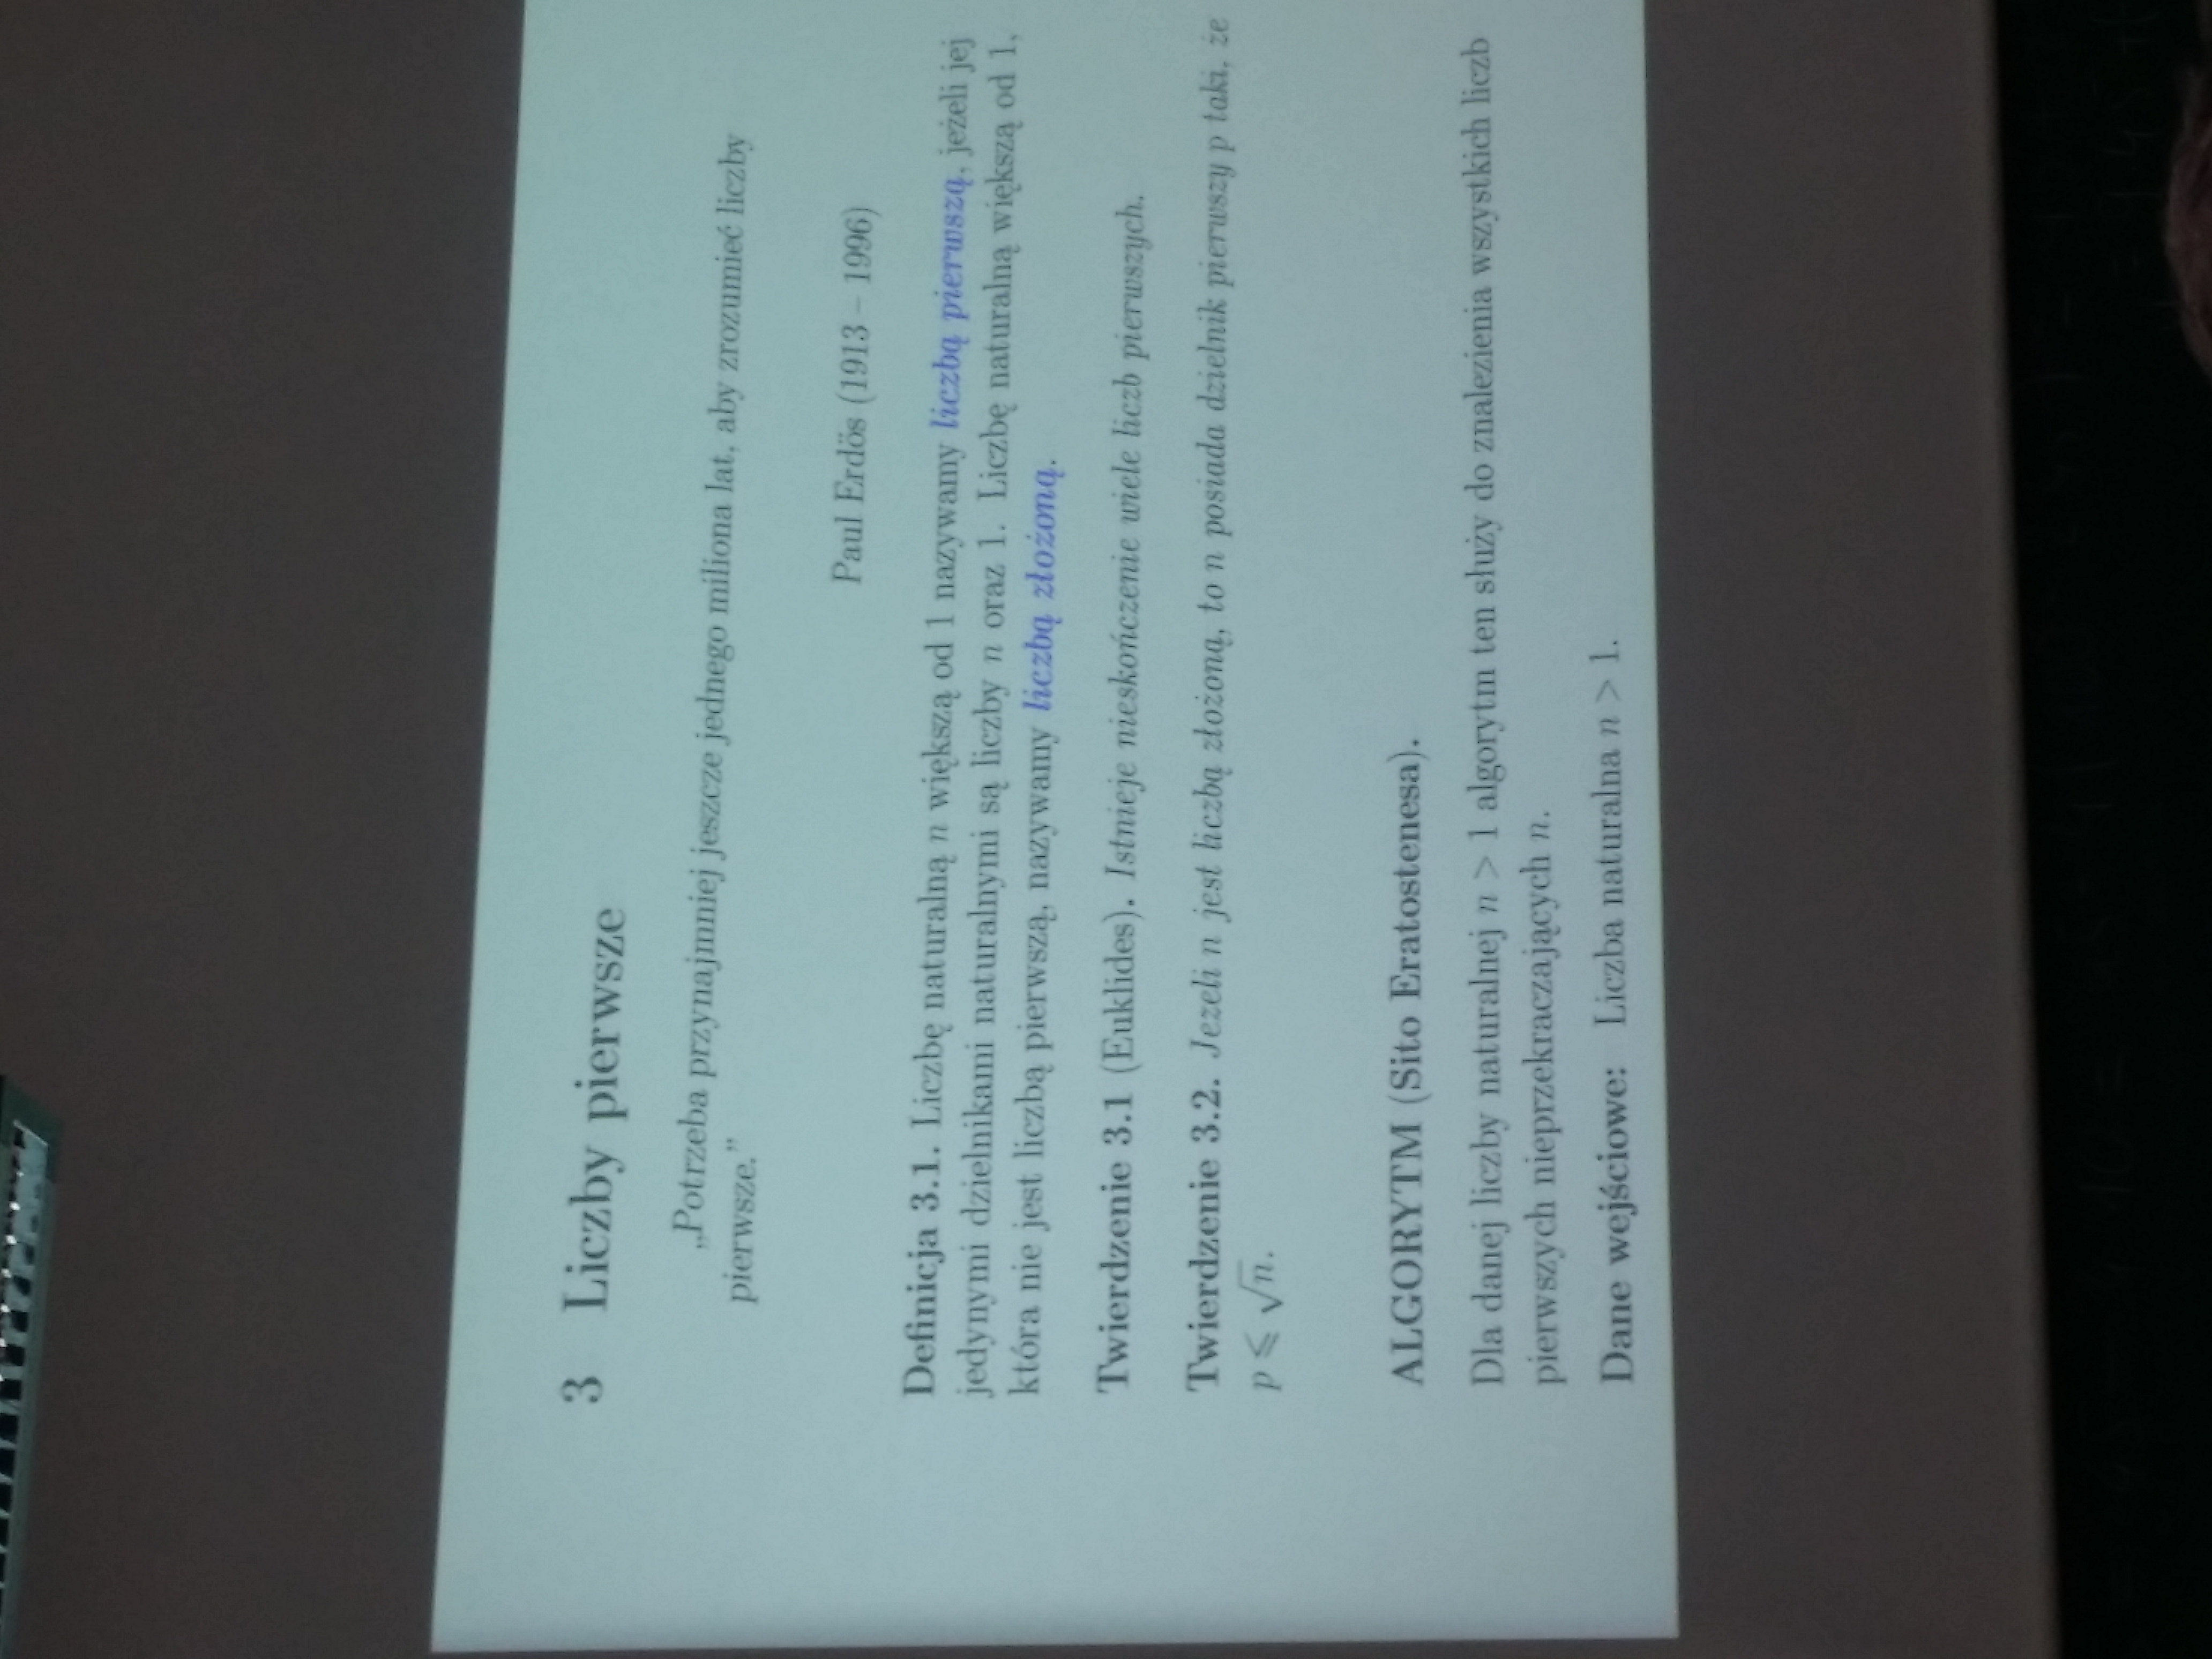 3 Liczby pierwsze
„Potrzeba przynajmniej jeszcze jednego miliona lat, aby zrozumieć liczby
pierwsze.”
Paul Erdös (1913 – 1996)
Definicja 3.1. Liczbę naturalną n większą od 1 nazywamy liczbą pierwszą, jeżeli jej
jedynymi dzielnikami naturalnymi są liczby n oraz 1. Liczbę naturalną większą od 1,
która nie jest liczbą pierwszą, nazywamy liczbą złożoną.
Twierdzenie 3.1 (Euklides). Istnieje nieskończenie wiele liczb pierwszych.
Twierdzenie 3.2. Jeżeli n jest liczbą złożoną, to n posiada dzielnik pierwszy p taki, że
p ⩽ √n.
ALGORYTM (Sito Eratostenesa).
Dla danej liczby naturalnej n > 1 algorytm ten służy do znalezienia wszystkich liczb
pierwszych nieprzekraczających n.
Dane wejściowe: Liczba naturalna n > 1.